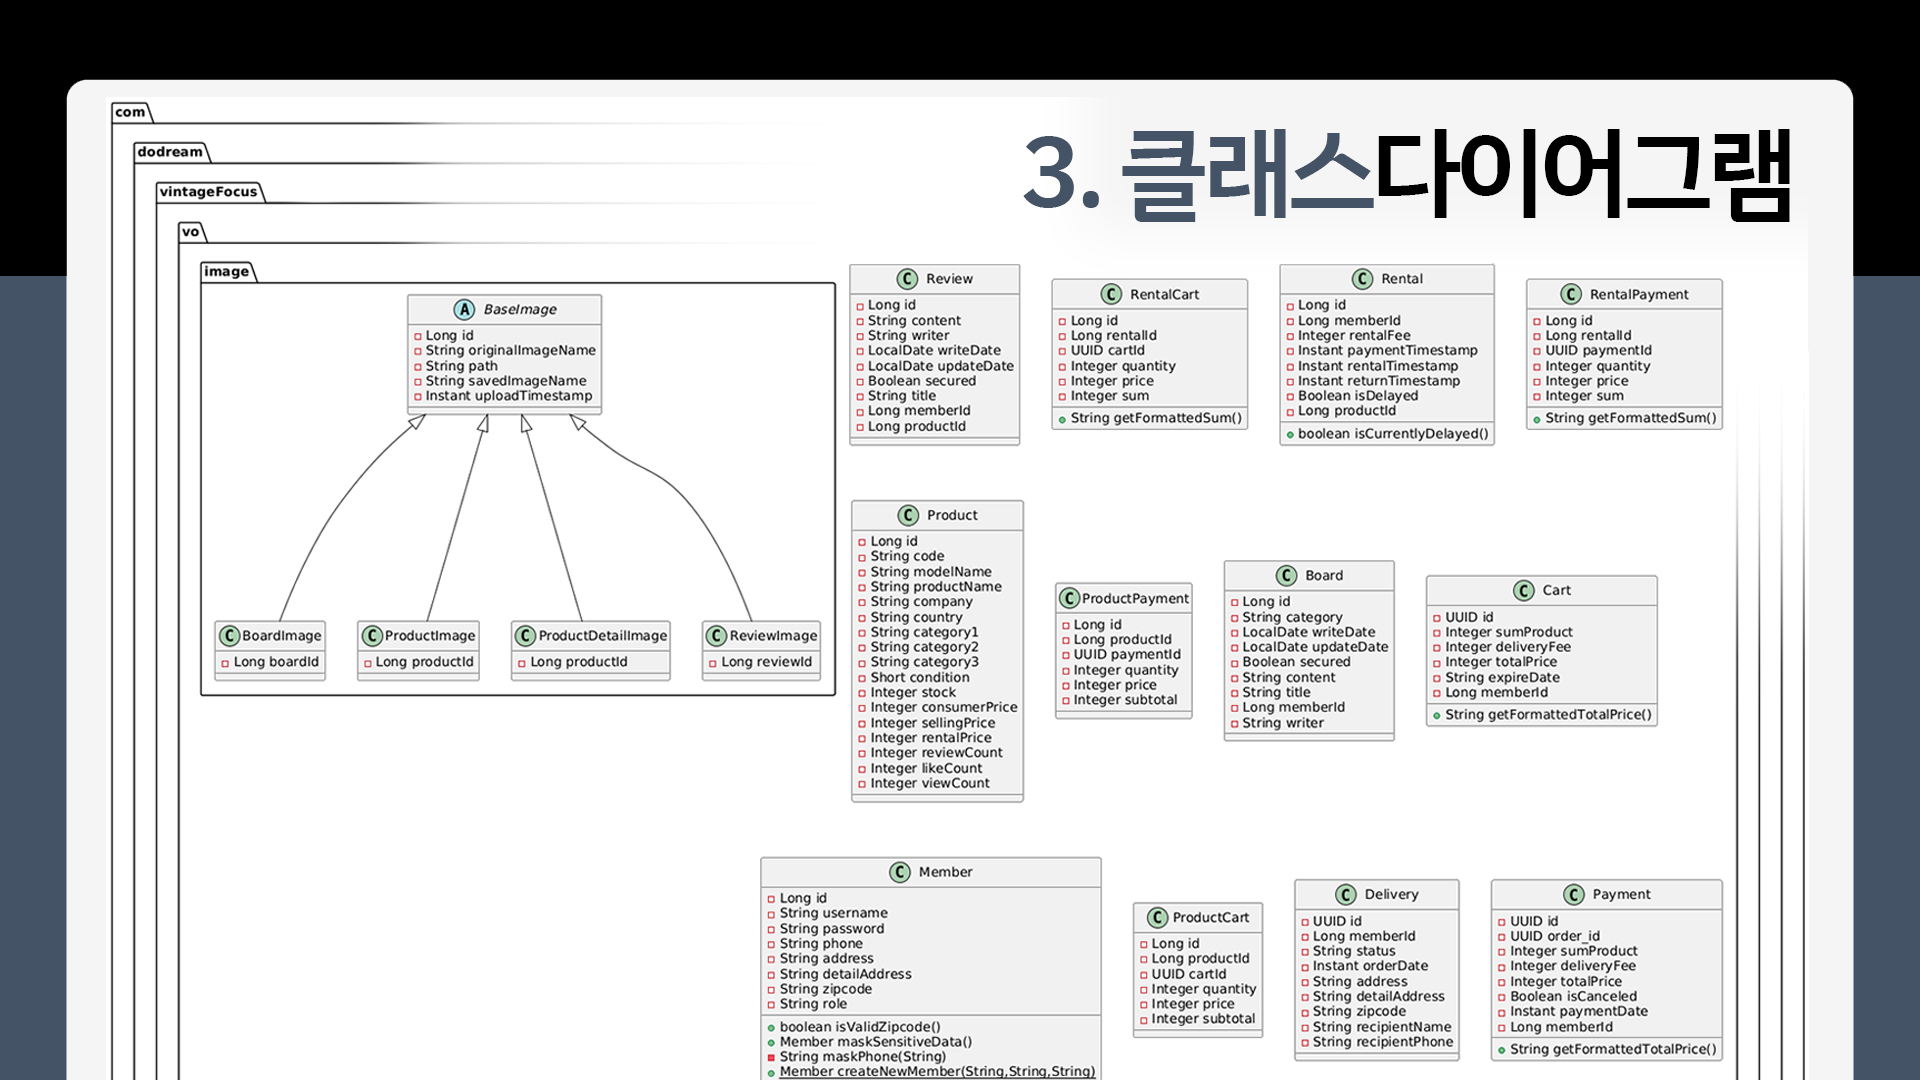 com
dodream
vintageFocus
vo
image
3. 클래스다이어그램
A BaseImage
Long id
String originalImageName
String path
String savedImageName
Instant uploadTimestamp
C BoardImage
Long boardId
C ProductImage
Long productId
C ProductDetailImage
Long productId
C ReviewImage
Long reviewId
C Review
Long id
String content
String writer
LocalDate writeDate
LocalDate updateDate
Boolean secured
String title
Long memberId
Long productId
C RentalCart
Long id
Long rentalId
UUID cartId
Integer quantity
Integer price
Integer sum
String getFormattedSum()
C Rental
Long id
Long memberId
Integer rentalFee
Instant paymentTimestamp
Instant rentalTimestamp
Instant returnTimestamp
Boolean isDelayed
Long productId
boolean isCurrentlyDelayed()
C RentalPayment
Long id
Long rentalId
UUID paymentId
Integer quantity
Integer price
Integer sum
String getFormattedSum()
C Product
Long id
String code
String modelName
String productName
String company
String country
String category1
String category2
String category3
Short condition
Integer stock
Integer consumerPrice
Integer sellingPrice
Integer rentalPrice
Integer reviewCount
Integer likeCount
Integer viewCount
C ProductPayment
Long id
Long productId
UUID paymentId
Integer quantity
Integer price
Integer subtotal
C Board
Long id
String category
LocalDate writeDate
LocalDate updateDate
Boolean secured
String content
String title
Long memberId
String writer
C Cart
UUID id
Integer sumProduct
Integer deliveryFee
Integer totalPrice
String expireDate
Long memberId
String getFormattedTotalPrice()
C Member
Long id
String username
String password
String phone
String address
String detailAddress
String zipcode
String role
boolean isValidZipcode()
Member maskSensitiveData()
String maskPhone(String)
Member createNewMember(String,String,String)
C ProductCart
Long id
Long productId
UUID cartId
Integer quantity
Integer price
Integer subtotal
C Delivery
UUID id
Long memberId
String status
Instant orderDate
String address
String detailAddress
String zipcode
String recipientName
String recipientPhone
C Payment
UUID id
UUID order_id
Integer sumProduct
Integer deliveryFee
Integer totalPrice
Boolean isCanceled
Instant paymentDate
Long memberId
String getFormattedTotalPrice()